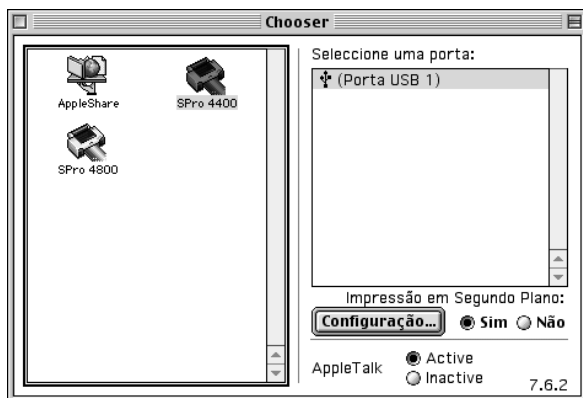 Chooser
AppleShare
SPro 4400
SPro 4800
Seleccione uma porta:
(Porta USB 1)
Impressão em Segundo Plano:
Configuração... Sim Não
AppleTalk Active
Inactive
7.6.2